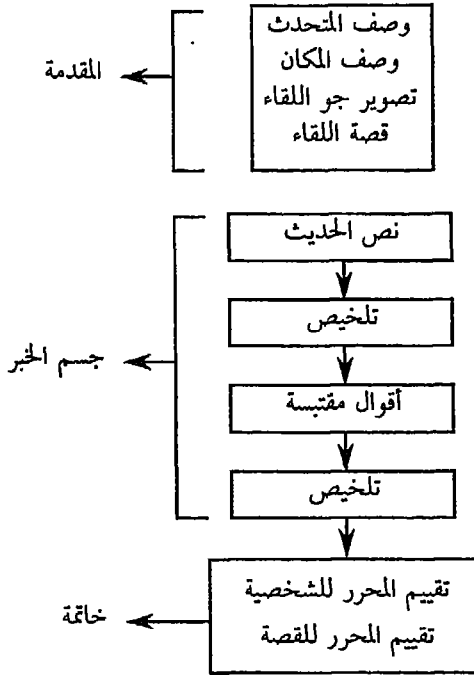 وصف المتحدث
وصف المكان
تصوير جو اللقاء
قصة اللقاء
المقدمة
نص الحديث
تلخيص
أقوال مقتبسة
تلخيص
جسم الخبر
تقييم المحرر للشخصية
تقييم المحرر للقصة
خاتمة